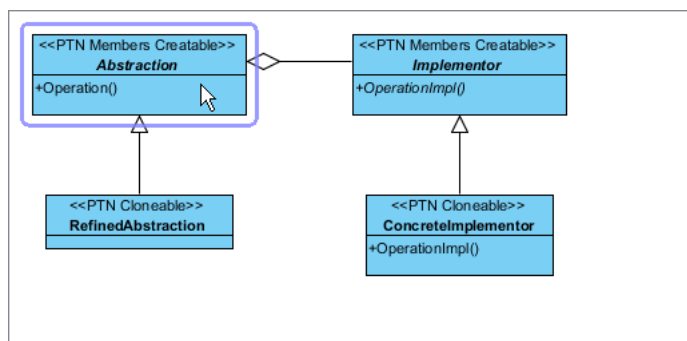 <<PTN Members Creatable>>
Abstraction
+Operation()
<<PTN Members Creatable>>
Implementor
+OperationImpl()
<<PTN Cloneable>>
RefinedAbstraction
<<PTN Cloneable>>
ConcreteImplementor
+OperationImpl()